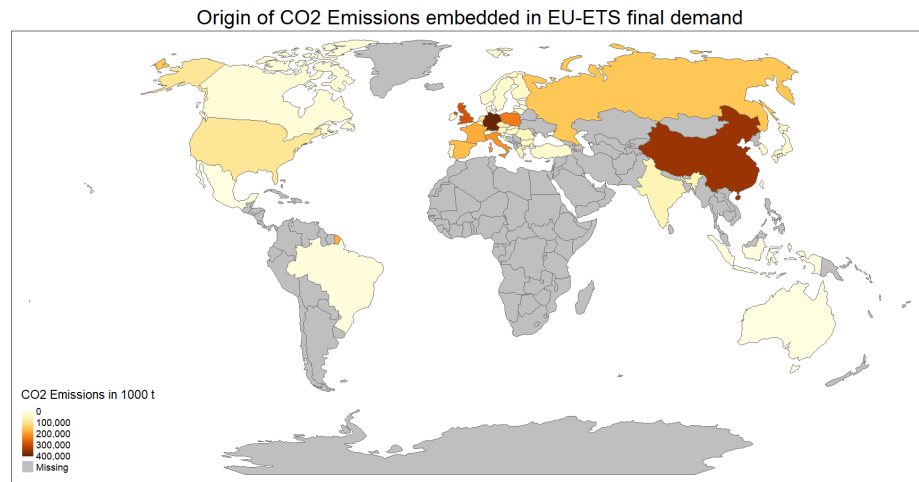 Origin of CO2 Emissions embedded in EU-ETS final demand
CO2 Emissions in 1000 t
0
100,000
200,000
300,000
400,000
Missing